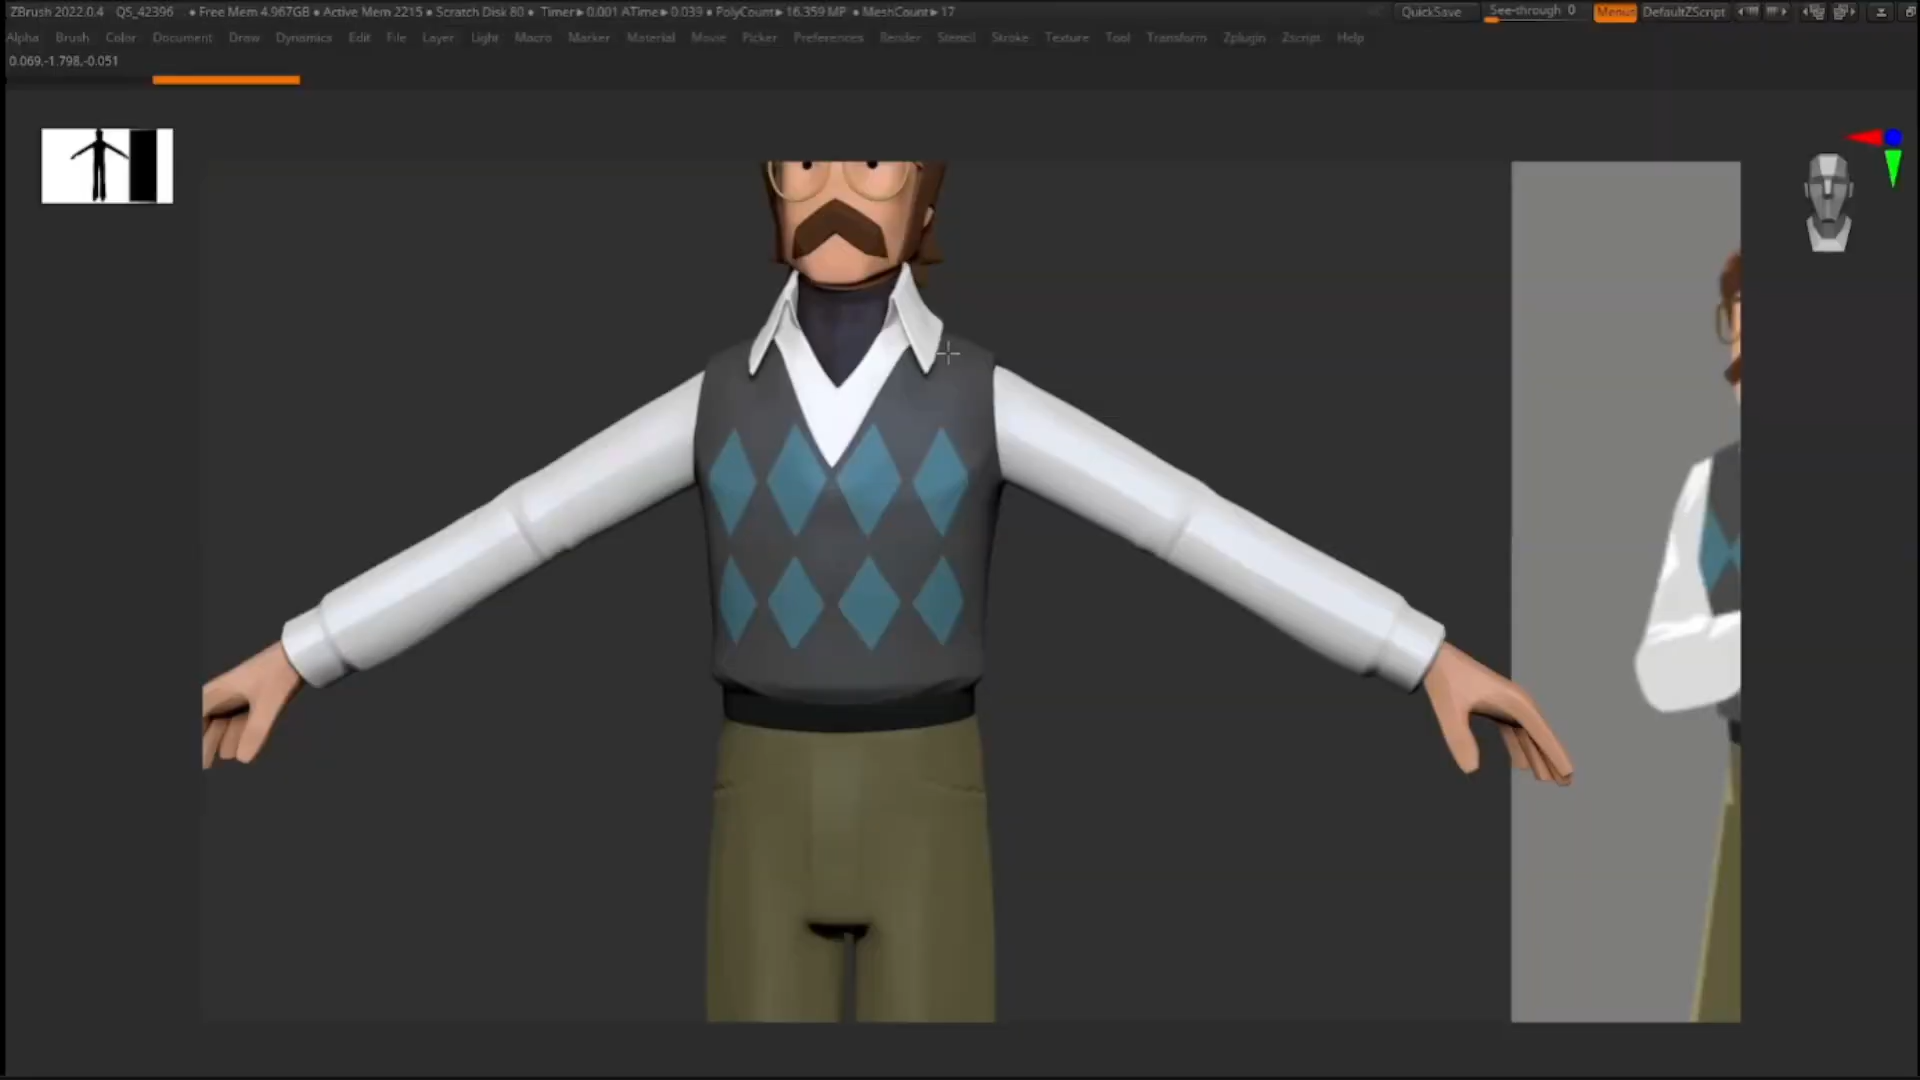 ZBrush 2022.0.4 QS_42396 • Free Mem 4.967GB • Active Mem 2215 • Scratch Disk 80 • Timer▸0.001 ATime▸0.039 • PolyCount▸16.359 MP • MeshCount▸17 QuickSave See-through 0 Menus DefaultZScript
Alpha Brush Color Document Draw Dynamics Edit File Layer Light Macro Marker Material Movie Picker Preferences Render Stencil Stroke Texture Tool Transform Zplugin Zscript Help
0.069,-1.798,-0.051